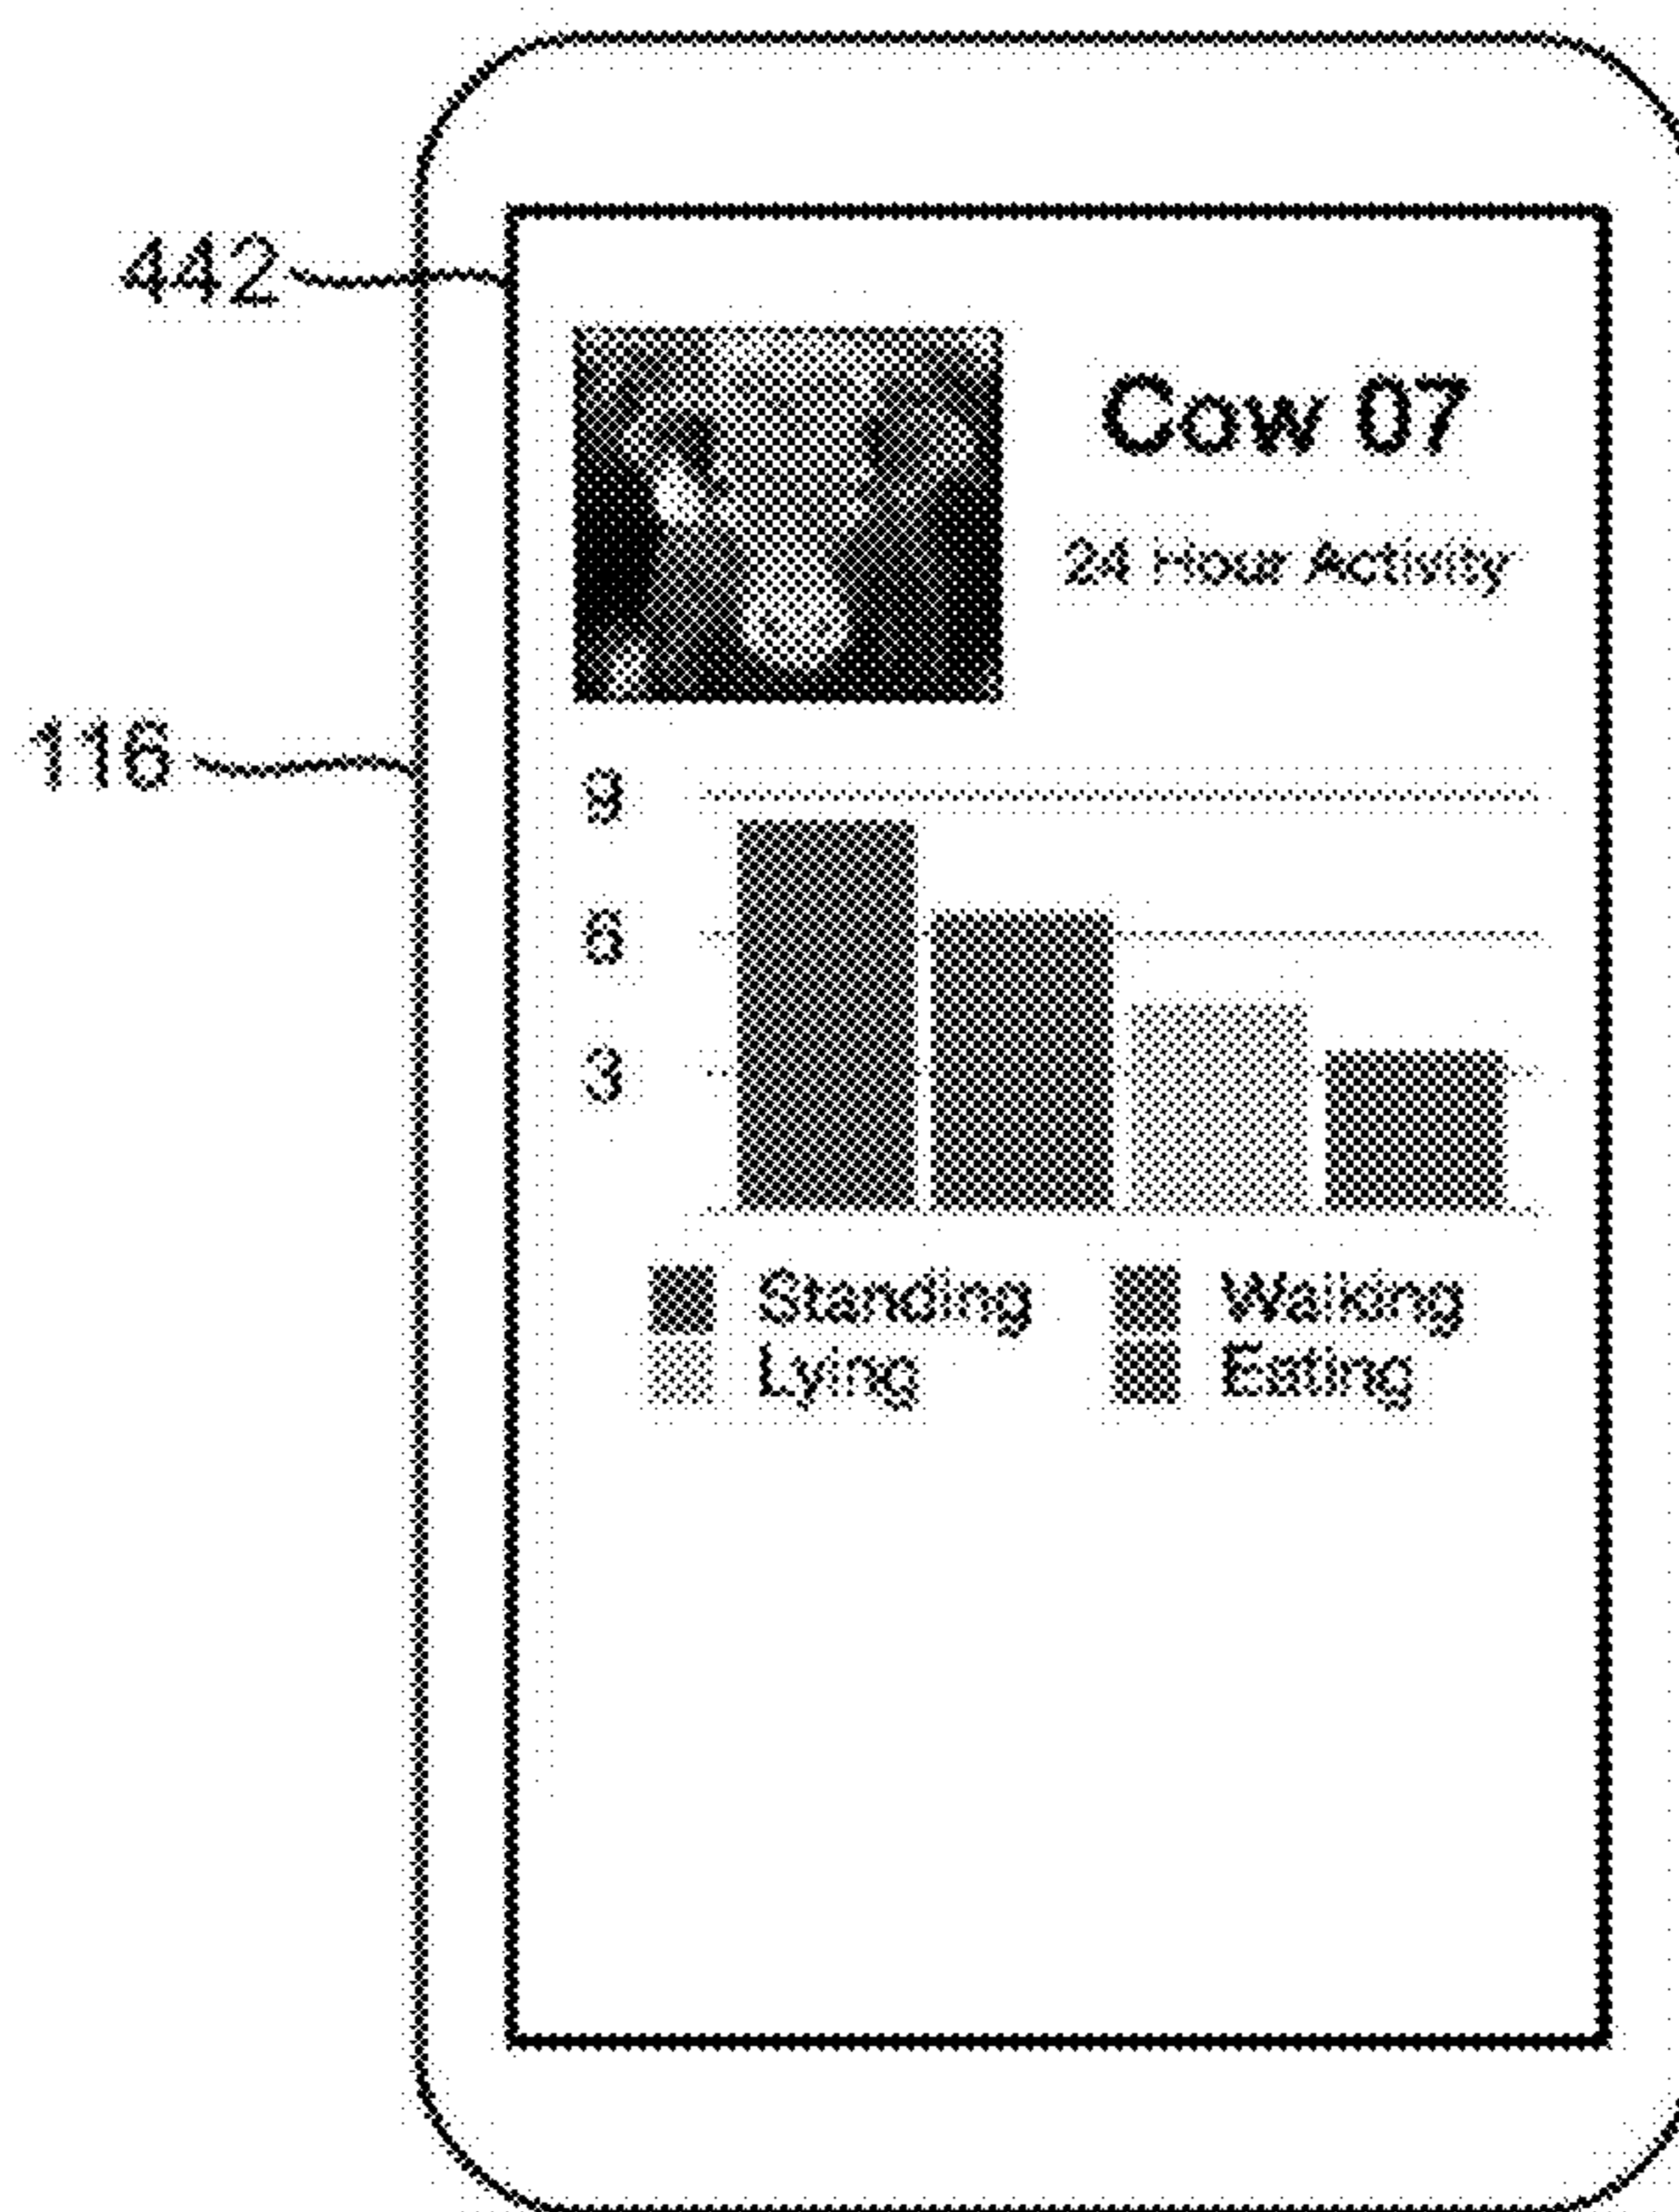 442
Cow 07
24 Hour Activity
116
9
6
3
Standing Walking
Lying Eating